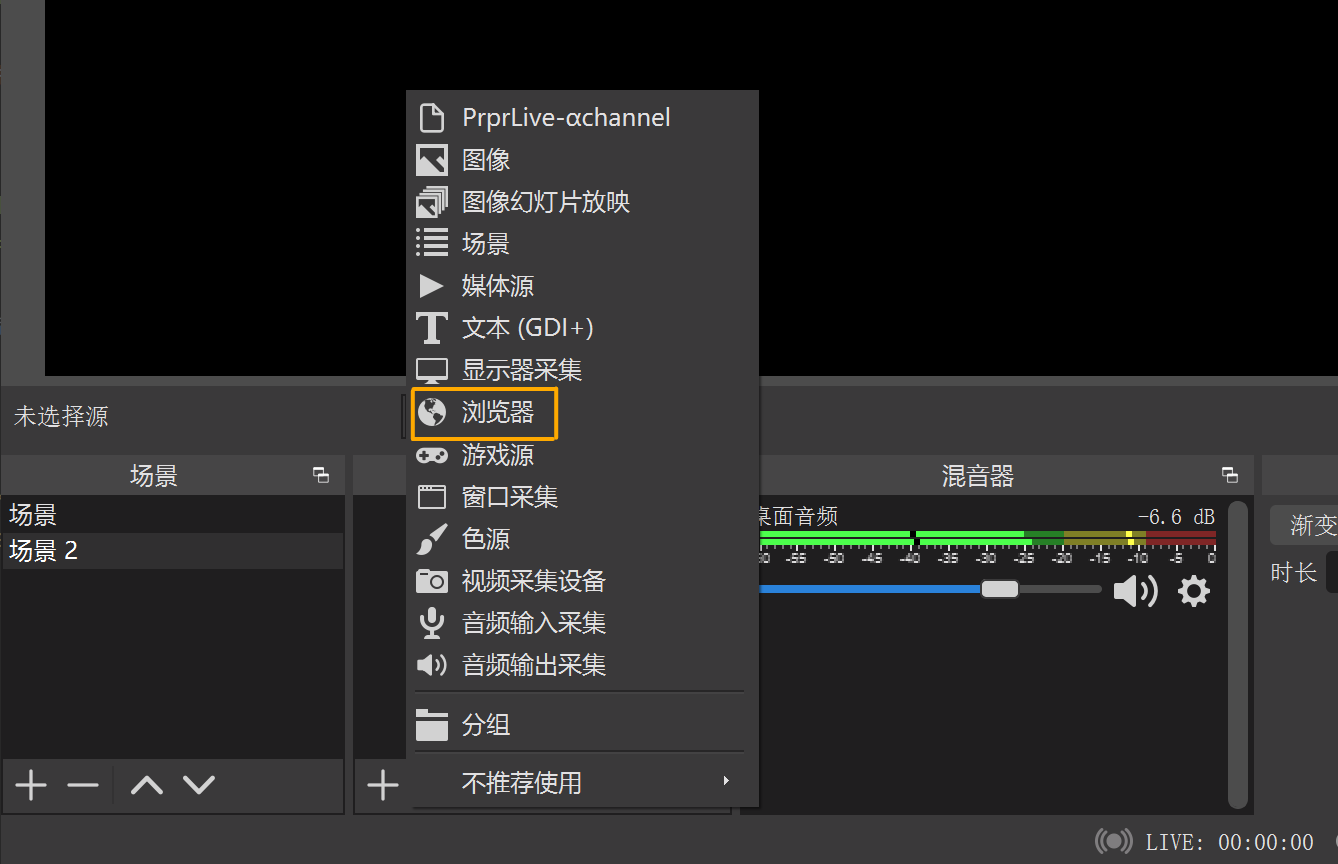 PrprLive-αchannel
图像
图像幻灯片放映
场景
媒体源
文本 (GDI+)
显示器采集
浏览器
游戏源
窗口采集
色源
视频采集设备
音频输入采集
音频输出采集
分组
不推荐使用
未选择源
场景
场景
场景 2
混音器
桌面音频 -6.6 dB
-55 -50 -45 -40 -35 -30 -25 -20 -15 -10 -5 0
渐变
时长
LIVE: 00:00:00